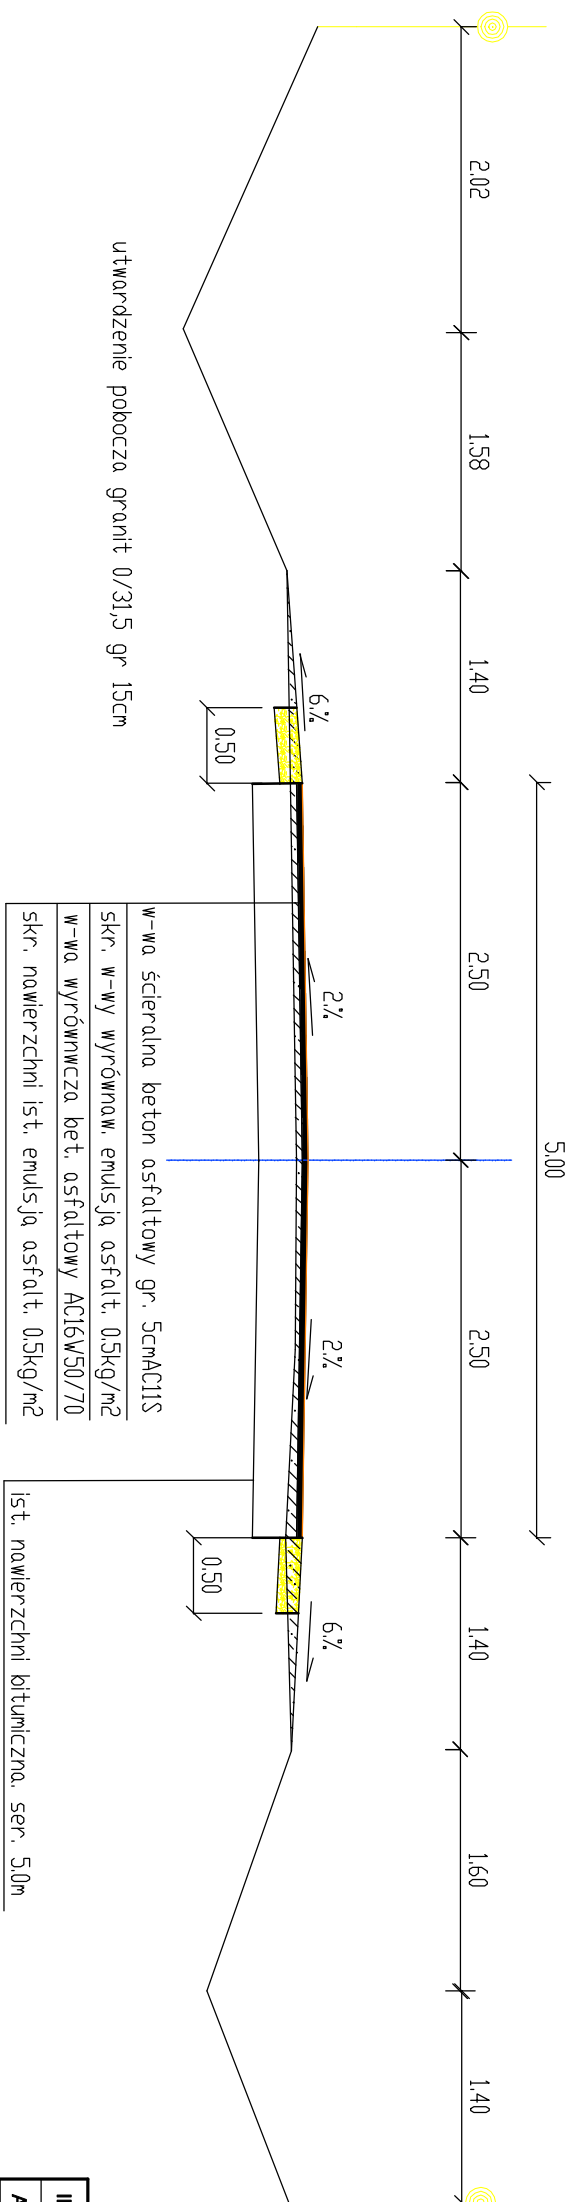 5.00
2.02
1.58
1.40
2.50
2.50
1.40
1.60
1.40
6.%
2.%
2.%
6.%
0.50
0.50
utwardzenie pobocza granit 0/31,5 gr 15cm
w-wa ścieralna beton asfaltowy gr. 5cmAC11S
skr. w-wy wyrównaw. emulsją asfalt. 0.5kg/m2
w-wa wyrównwcza bet. asfaltowy AC16W50/70
skr. nawierzchni ist. emulsją asfalt. 0.5kg/m2
ist. nawierzchni bitumiczna. ser. 5.0m